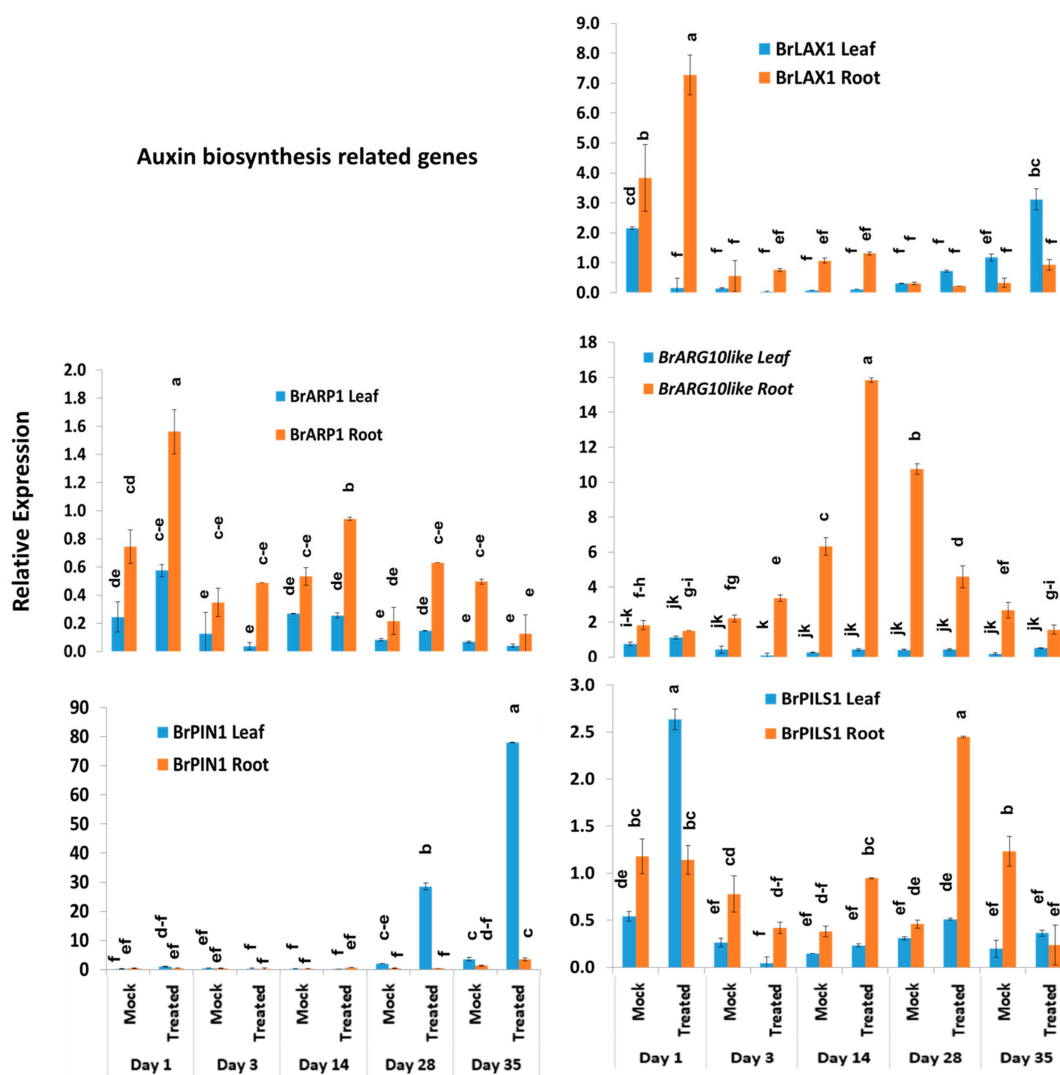 Auxin biosynthesis related genes
Relative Expression
9.0
8.0
7.0
6.0
5.0
4.0
3.0
2.0
1.0
0.0
BrLAX1 Leaf
BrLAX1 Root
cd b f a f f f ef f ef f ef f f f f ef f bc f
2.0
1.8
1.6
1.4
1.2
1.0
0.8
0.6
0.4
0.2
0.0
BrARP1 Leaf
BrARP1 Root
de cd c-e a e c-e e c-e de c-e de b e de de c-e e c-e e e
18
16
14
12
10
8
6
4
2
0
BrARG10like Leaf
BrARG10like Root
i-k f-h jk g-i jk fg k e jk c jk a jk b jk d jk ef jk g-i
90
80
70
60
50
40
30
20
10
0
BrPIN1 Leaf
BrPIN1 Root
f ef d-f ef ef ef f f f f f ef c-e f b f c d-f a c
Mock Treated Mock Treated Mock Treated Mock Treated Mock Treated
Day 1 Day 3 Day 14 Day 28 Day 35
3.0
2.5
2.0
1.5
1.0
0.5
0.0
BrPILS1 Leaf
BrPILS1 Root
de bc a bc ef cd f d-f ef d-f ef bc ef de de a ef b ef ef
Mock Treated Mock Treated Mock Treated Mock Treated Mock Treated
Day 1 Day 3 Day 14 Day 28 Day 35